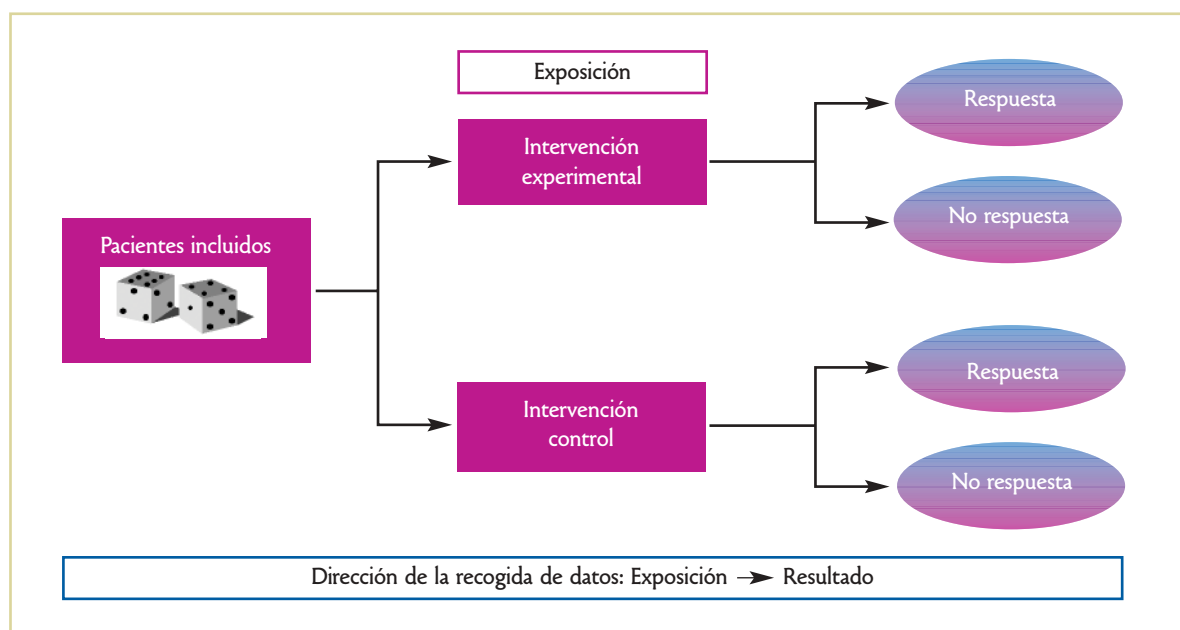 Exposición
Pacientes incluidos
Intervención
experimental
Respuesta
No respuesta
Intervención
control
Respuesta
No respuesta
Dirección de la recogida de datos: Exposición → Resultado